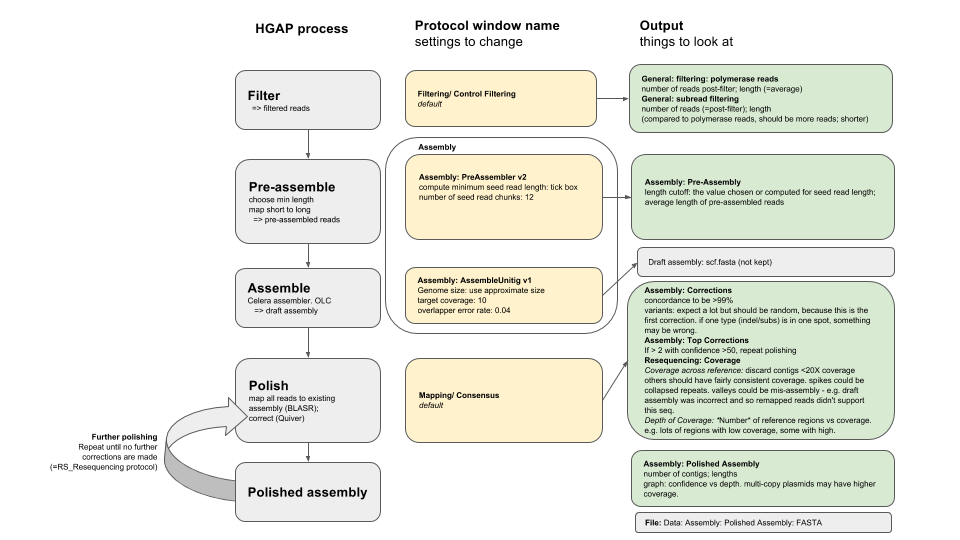 HGAP process
Protocol window name
settings to change
Output
things to look at
Filter
=> filtered reads
Filtering/ Control Filtering
default
General: filtering: polymerase reads
number of reads post-filter; length (=average)
General: subread filtering
number of reads (=post-filter); length
(compared to polymerase reads, should be more reads; shorter)
Pre-assemble
choose min length
map short to long
=> pre-assembled reads
Assembly
Assembly: PreAssembler v2
compute minimum seed read length: tick box
number of seed read chunks: 12
Assembly: Pre-Assembly
length cutoff: the value chosen or computed for seed read length;
average length of pre-assembled reads
Assemble
Celera assembler. OLC
=> draft assembly
Assembly: AssembleUnitig v1
Genome size: use approximate size
target coverage: 10
overlapper error rate: 0.04
Draft assembly: scf.fasta (not kept)
Polish
map all reads to existing
assembly (BLASR);
correct (Quiver)
Mapping/ Consensus
default
Assembly: Corrections
concordance to be >99%
variants: expect a lot but should be random, because this is the
first correction. if one type (indel/subs) is in one spot, something
may be wrong.
Assembly: Top Corrections
If > 2 with confidence >50, repeat polishing
Resequencing: Coverage
Coverage across reference: discard contigs <20X coverage
others should have fairly consistent coverage. spikes could be
collapsed repeats. valleys could be mis-assembly - e.g. draft
assembly was incorrect and so remapped reads didn't support
this seq.
Depth of Coverage: *Number* of reference regions vs coverage.
e.g. lots of regions with low coverage, some with high.
Further polishing
Repeat until no further
corrections are made
(=RS_Resequencing protocol)
Polished assembly
Assembly: Polished Assembly
number of contigs; lengths
graph: confidence vs depth. multi-copy plasmids may have higher
coverage.
File: Data: Assembly: Polished Assembly: FASTA